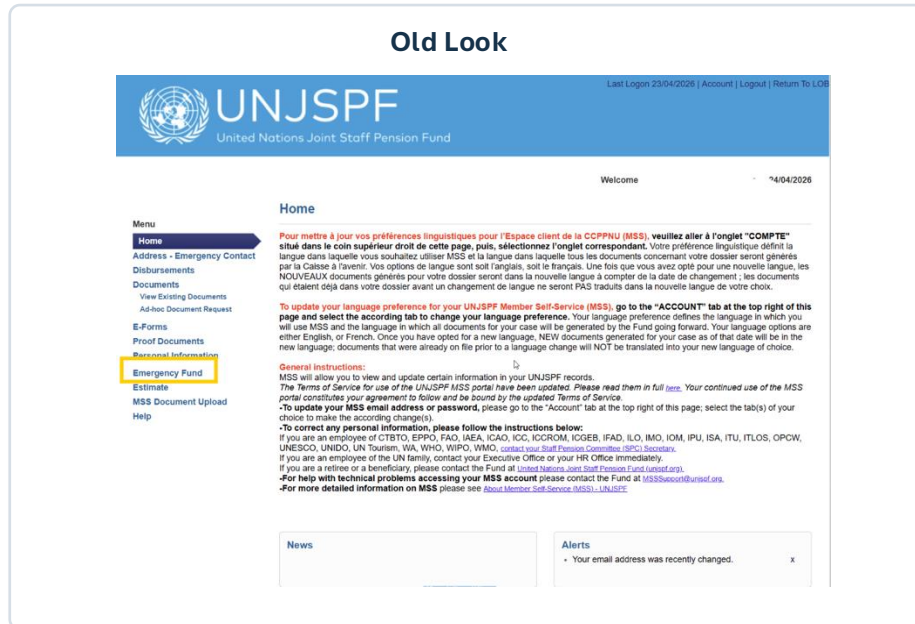 Old Look
Last Logon 23/04/2026 | Account | Logout | Return To LOB
UNJSPF
United Nations Joint Staff Pension Fund
Welcome
24/04/2026
Menu
Home
Address - Emergency Contact
Disbursements
Documents
View Existing Documents
Ad-hoc Document Request
E-Forms
Proof Documents
Personal Information
Emergency Fund
Estimate
MSS Document Upload
Help
Home
Pour mettre à jour vos préférences linguistiques pour l'Espace client de la CCPPNU (MSS), veuillez aller à l'onglet "COMPTE"
situé dans le coin supérieur droit de cette page, puis, sélectionnez l'onglet correspondant. Votre préférence linguistique définit la
langue dans laquelle vous souhaitez utiliser MSS et la langue dans laquelle tous les documents concernant votre dossier seront générés
par la Caisse à l'avenir. Vos options de langue sont soit l'anglais, soit le français. Une fois que vous avez opté pour une nouvelle langue, les
NOUVEAUX documents générés pour votre dossier seront dans la nouvelle langue à compter de la date de changement ; les documents
qui étaient déjà dans votre dossier avant un changement de langue ne seront PAS traduits dans la nouvelle langue de votre choix.
To update your language preference for your UNJSPF Member Self-Service (MSS), go to the “ACCOUNT” tab at the top right of this
page and select the according tab to change your language preference. Your language preference defines the language in which you
will use MSS and the language in which all documents for your case will be generated by the Fund going forward. Your language options are
either English, or French. Once you have opted for a new language, NEW documents generated for your case as of that date will be in the
new language; documents that were already on file prior to a language change will NOT be translated into your new language of choice.
General instructions:
MSS will allow you to view and update certain information in your UNJSPF records.
The Terms of Service for use of the UNJSPF MSS portal have been updated. Please read them in full here. Your continued use of the MSS
portal constitutes your agreement to follow and be bound by the updated Terms of Service.
-To update your MSS email address or password, please go to the “Account” tab at the top right of this page; select the tab(s) of your
choice to make the according change(s).
-To correct any personal information, please follow the instructions below:
If you are an employee of CTBTO, EPPO, FAO, IAEA, ICAO, ICC, ICCROM, ICGEB, IFAD, ILO, IMO, IOM, IPU, ISA, ITU, ITLOS, OPCW,
UNESCO, UNIDO, UN Tourism, WA, WHO, WIPO, WMO, contact your Staff Pension Committee (SPC) Secretary.
If you are an employee of the UN family, contact your Executive Office or your HR Office immediately.
If you are a retiree or a beneficiary, please contact the Fund at United Nations Joint Staff Pension Fund (unjspf.org).
-For help with technical problems accessing your MSS account please contact the Fund at MSSSupport@unjspf.org.
-For more detailed information on MSS please see About Member Self-Service (MSS) - UNJSPF
News
Alerts
- Your email address was recently changed. x